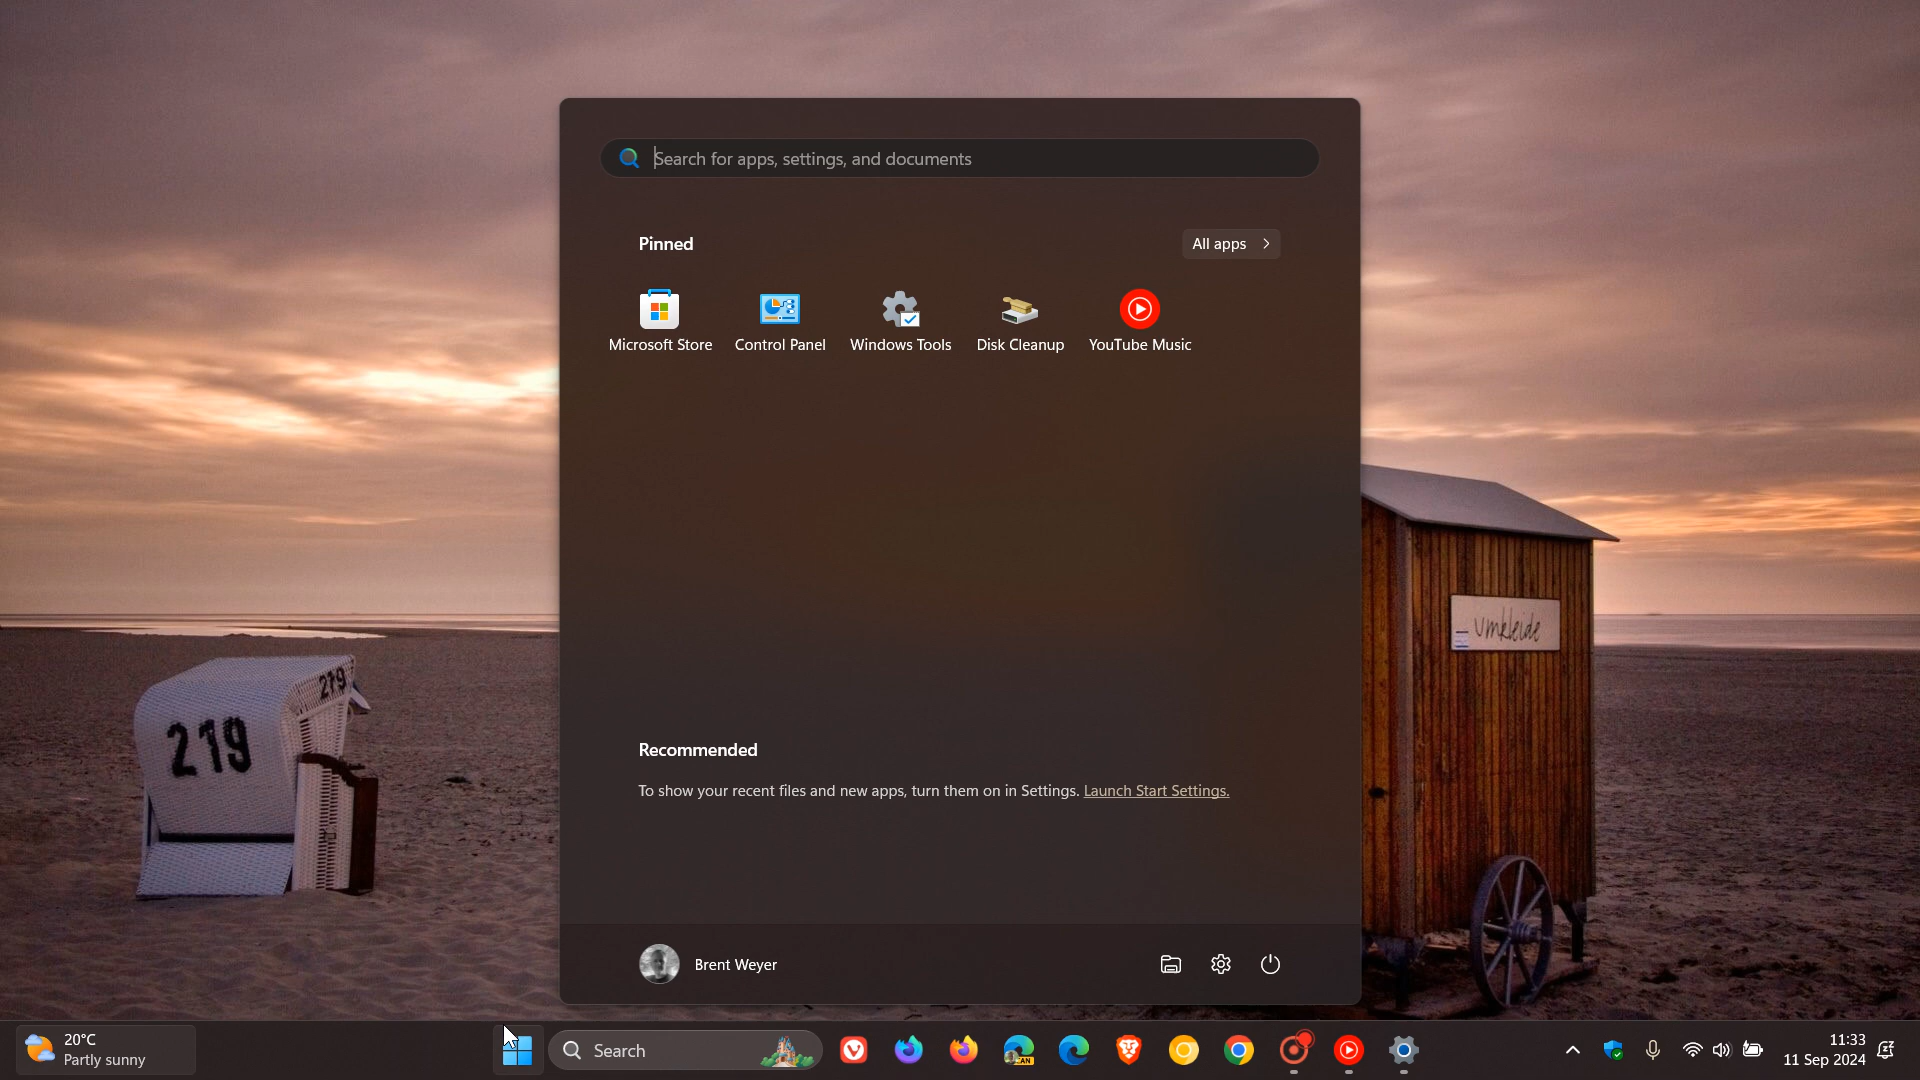 Search for apps, settings, and documents
Pinned
All apps
Microsoft Store
Control Panel
Windows Tools
Disk Cleanup
YouTube Music
219
279
umkleide
Recommended
To show your recent files and new apps, turn them on in Settings. Launch Start Settings.
Brent Weyer
20°C
Partly sunny
Search
CAN
11:33
11 Sep 2024